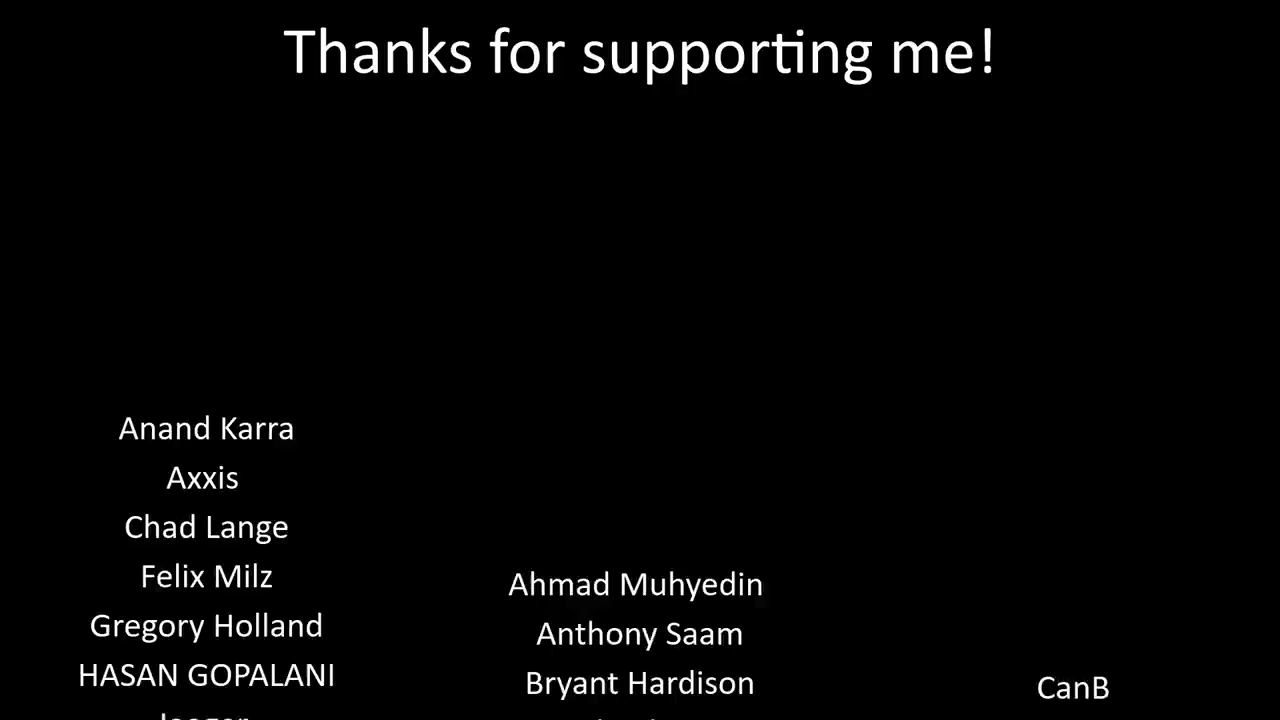 Thanks for supporting me!
Anand Karra
Axxis
Chad Lange
Felix Milz
Gregory Holland
HASAN GOPALANI
Ahmad Muhyedin
Anthony Saam
Bryant Hardison
CanB